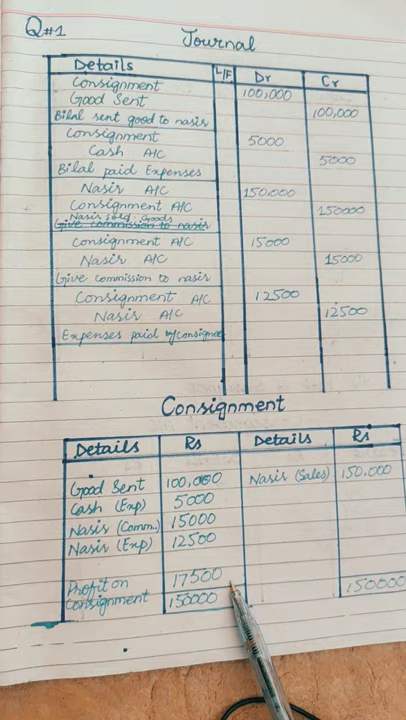 Q#1
Journal
Details L/F Dr Cr
Consignment 100,000
Good Sent 100,000
Bilal sent good to nasir
Consignment 5000
Cash A/C 5000
Bilal paid Expenses
Nasir A/C 150,000
Consignment A/C 150000
Nasir sold goods
Give commission to nasir
Consignment A/C 15000
Nasir A/C 15000
Give commission to nasir
Consignment A/C 12500
Nasir A/C 12500
Expenses paid by consignee
Consignment
Details Rs Details Rs
Good Sent 100,000 Nasir (Sales) 150,000
Cash (Exp) 5000
Nasir (Comm.) 15000
Nasir (Exp) 12500
Profit on 17500
Consignment 150000 150000